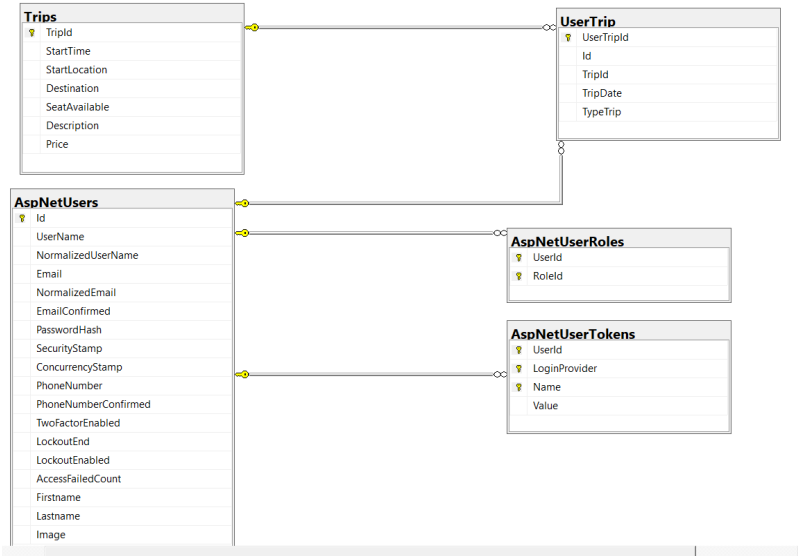 Trips
TripId
StartTime
StartLocation
Destination
SeatAvailable
Description
Price
UserTrip
UserTripId
Id
TripId
TripDate
TypeTrip
AspNetUsers
Id
UserName
NormalizedUserName
Email
NormalizedEmail
EmailConfirmed
PasswordHash
SecurityStamp
ConcurrencyStamp
PhoneNumber
PhoneNumberConfirmed
TwoFactorEnabled
LockoutEnd
LockoutEnabled
AccessFailedCount
Firstname
Lastname
Image
AspNetUserRoles
UserId
RoleId
AspNetUserTokens
UserId
LoginProvider
Name
Value